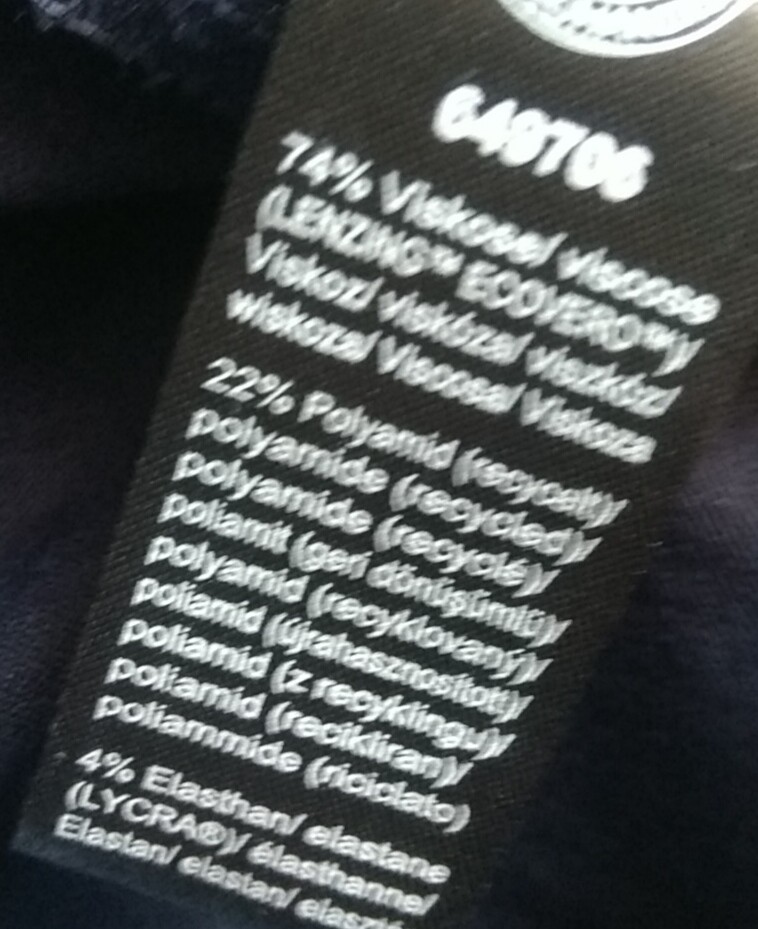 640706
74% Viskose/ viscose
(LENZING™ ECOVERO™)/
Viskoz/ viskóza/ viszkóz/
wiskoza/ Viscosa/ Viskoza
22% Polyamid (recycelt)/
polyamide (recycled)/
polyamide (recyclé)/
poliamit (geri dönüşümlü)/
polyamid (recyklovaný)/
poliamid (újrahasznosított)/
poliamid (z recyklingu)/
poliamid (recikliran)/
poliammide (riciclato)
4% Elasthan/ elastane
(LYCRA®)/ élasthanne/
Elastan/ elastan/